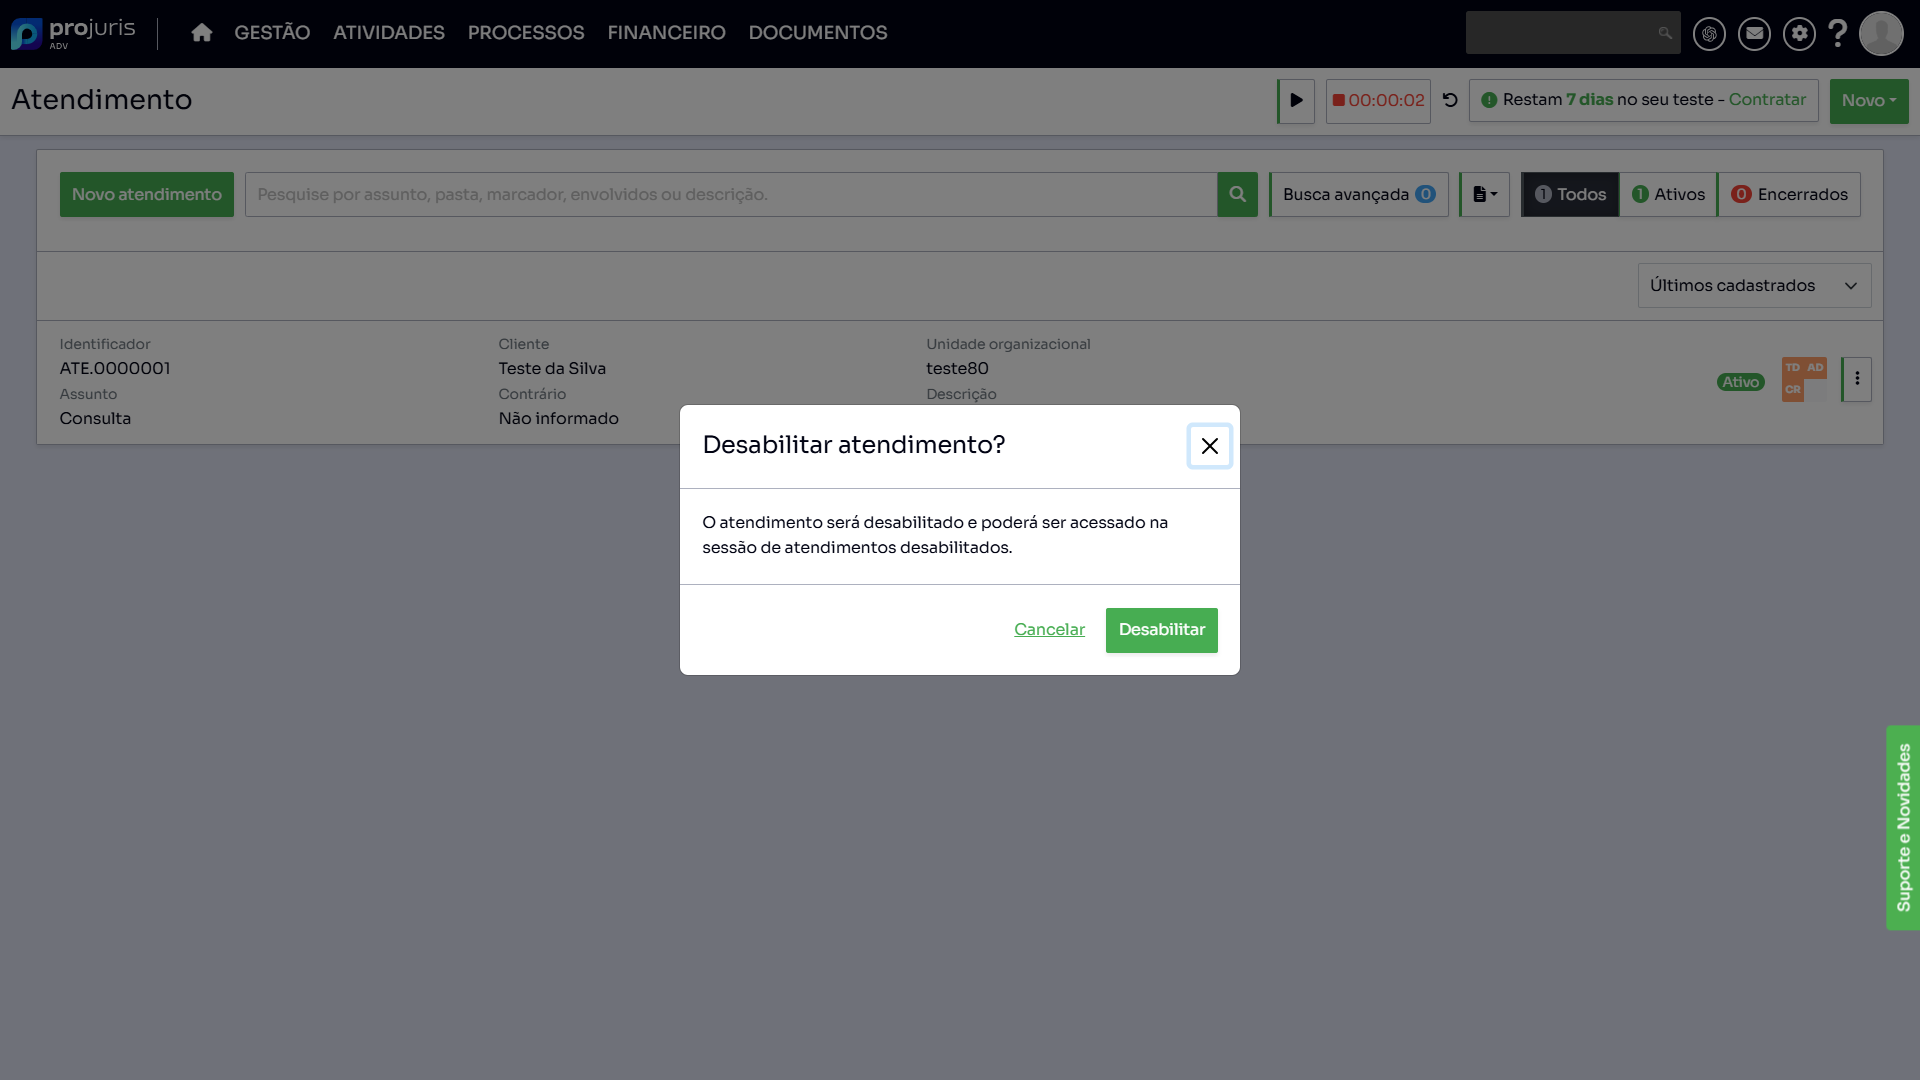 projuris
ADV
GESTÃO ATIVIDADES PROCESSOS FINANCEIRO DOCUMENTOS
Atendimento
00:00:02
Restam 7 dias no seu teste - Contratar
Novo
Novo atendimento
Pesquise por assunto, pasta, marcador, envolvidos ou descrição.
Busca avançada 0
1 Todos
1 Ativos
0 Encerrados
Últimos cadastrados
Identificador
ATE.0000001
Assunto
Consulta
Cliente
Teste da Silva
Contrário
Não informado
Unidade organizacional
teste80
Descrição
Ativo
TD AD
CR
Desabilitar atendimento?
O atendimento será desabilitado e poderá ser acessado na
sessão de atendimentos desabilitados.
Cancelar
Desabilitar
Suporte e Novidades